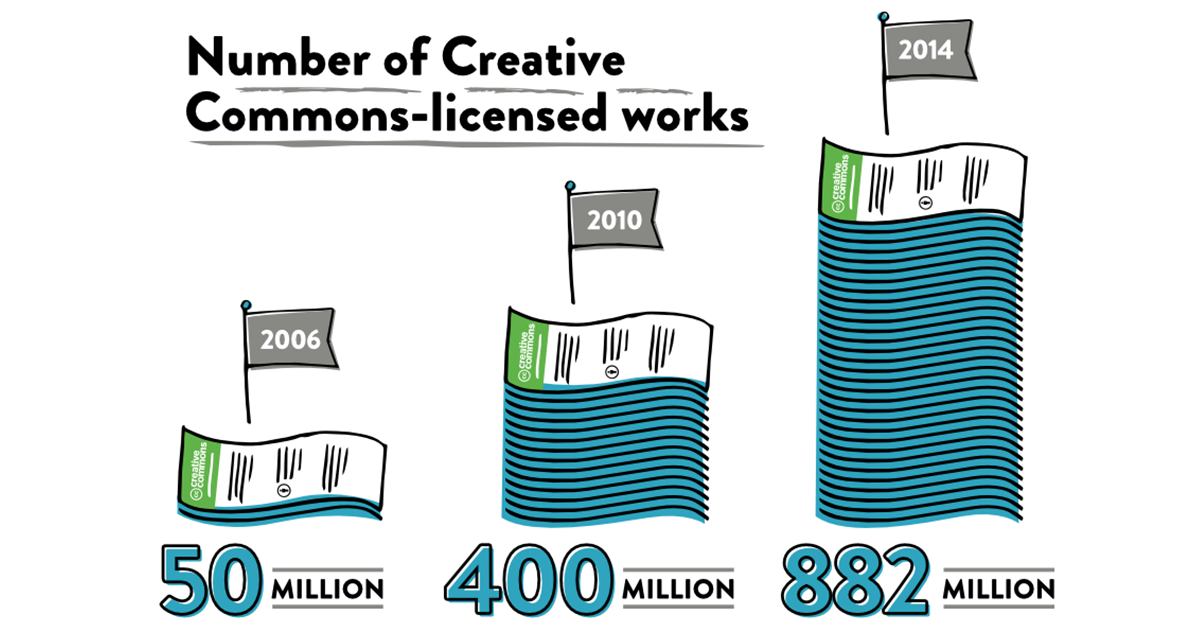 Number of Creative
Commons-licensed works
2006
creative
commons
cc
50 MILLION
2010
creative
commons
cc
400 MILLION
2014
creative
commons
cc
882 MILLION